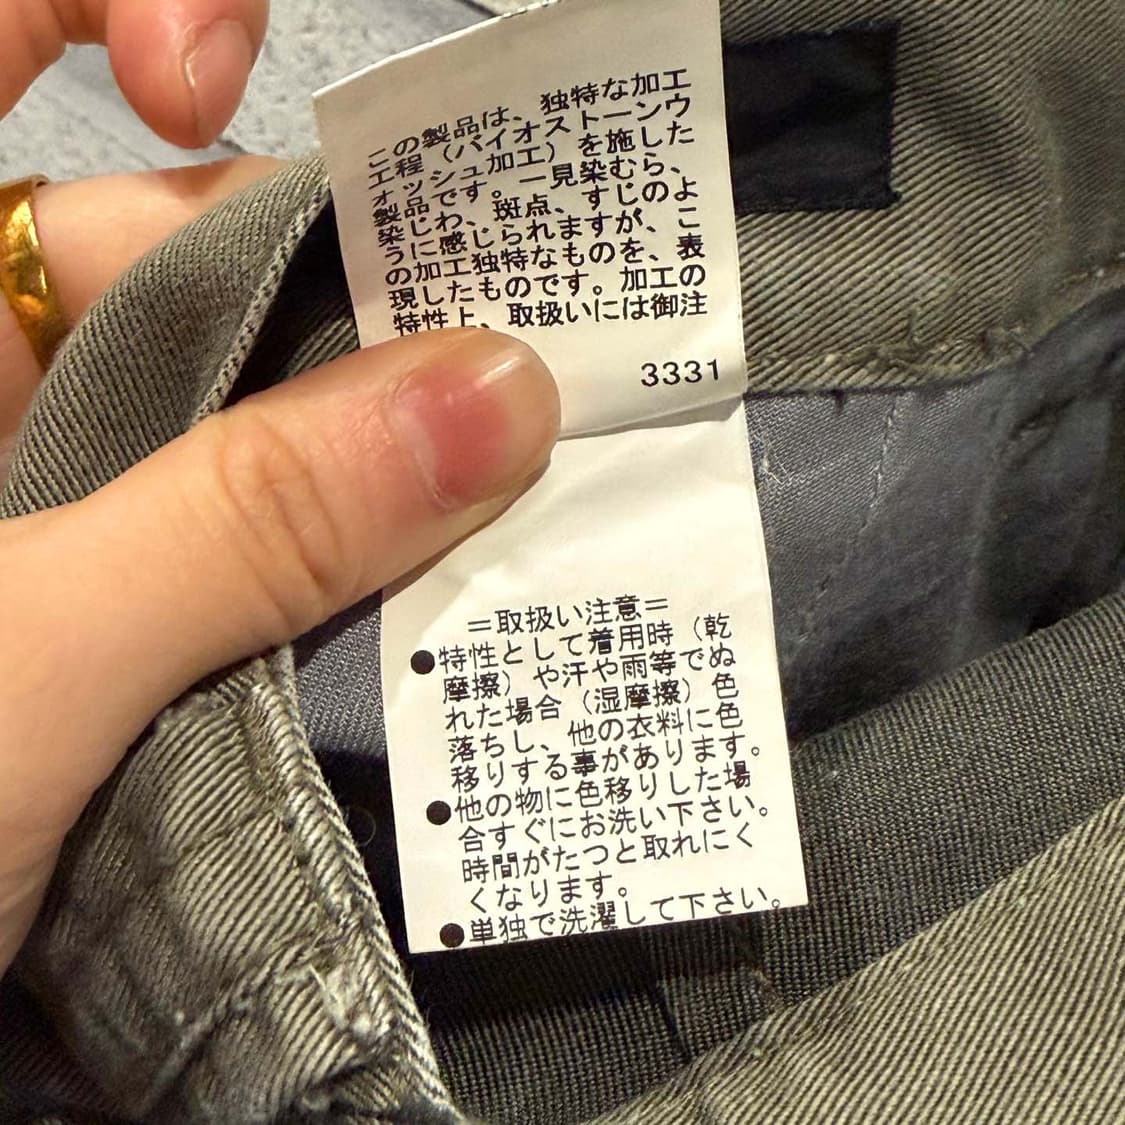 この製品は、独特な加工
工程（バイオストーンウ
ォッシュ加工）を施した
製品です。一見染むら、
染じわ、斑点、すじのよ
うに感じられますが、こ
の加工独特なものを、表
現したものです。加工の
特性上、取扱いには御注
3331
＝取扱い注意＝
●特性として着用時（乾
摩擦）や汗や雨等でぬ
れた場合（湿摩擦）色
落ちし、他の衣料に色
移りする事があります。
●他の物に色移りした場
合すぐにお洗い下さい。
時間がたつと取れにく
くなります。
●単独で洗濯して下さい。